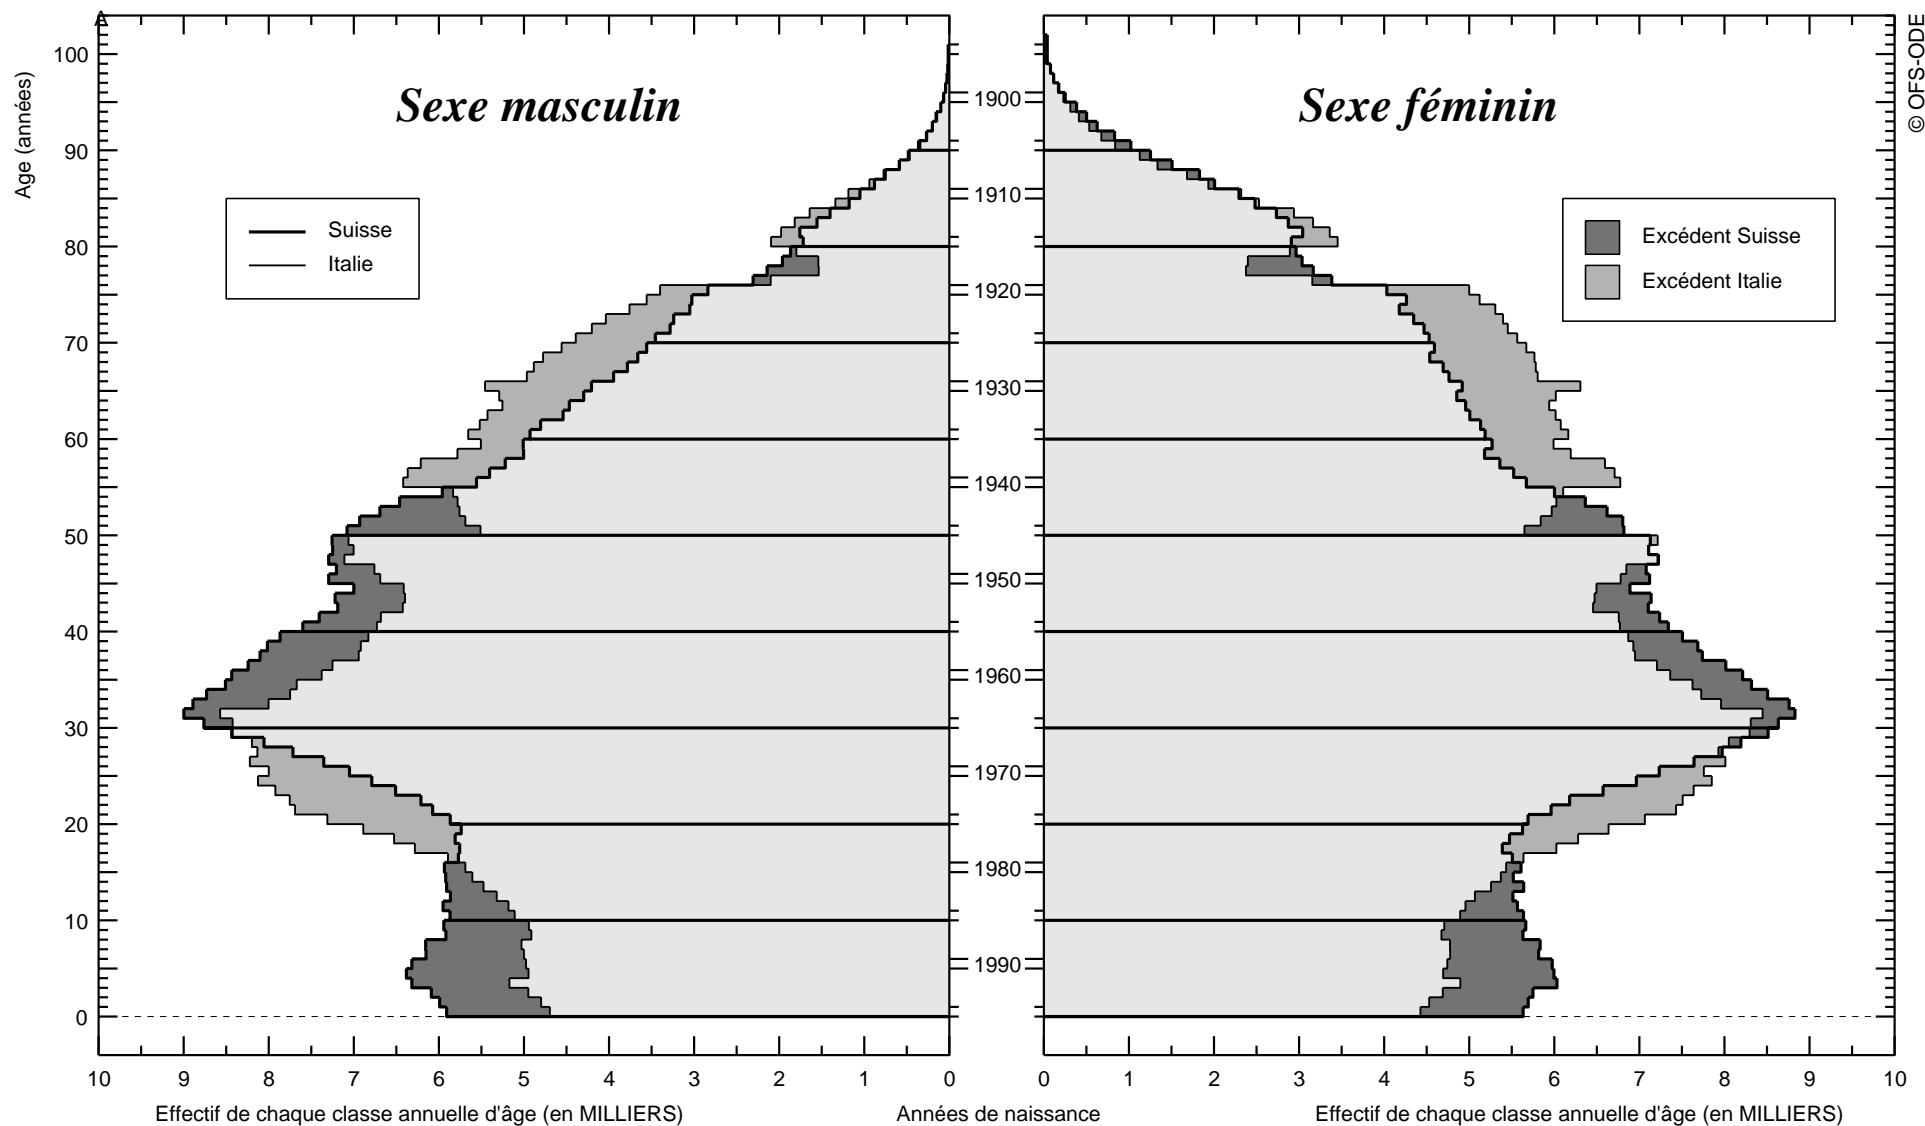 A
Sexe masculin
Sexe féminin
© OFS-ODE
Age (années)
100
90
80
70
60
50
40
30
20
10
0
Suisse
Italie
Excédent Suisse
Excédent Italie
1900
1910
1920
1930
1940
1950
1960
1970
1980
1990
10 9 8 7 6 5 4 3 2 1 0
0 1 2 3 4 5 6 7 8 9 10
Effectif de chaque classe annuelle d'âge (en MILLIERS)
Années de naissance
Effectif de chaque classe annuelle d'âge (en MILLIERS)